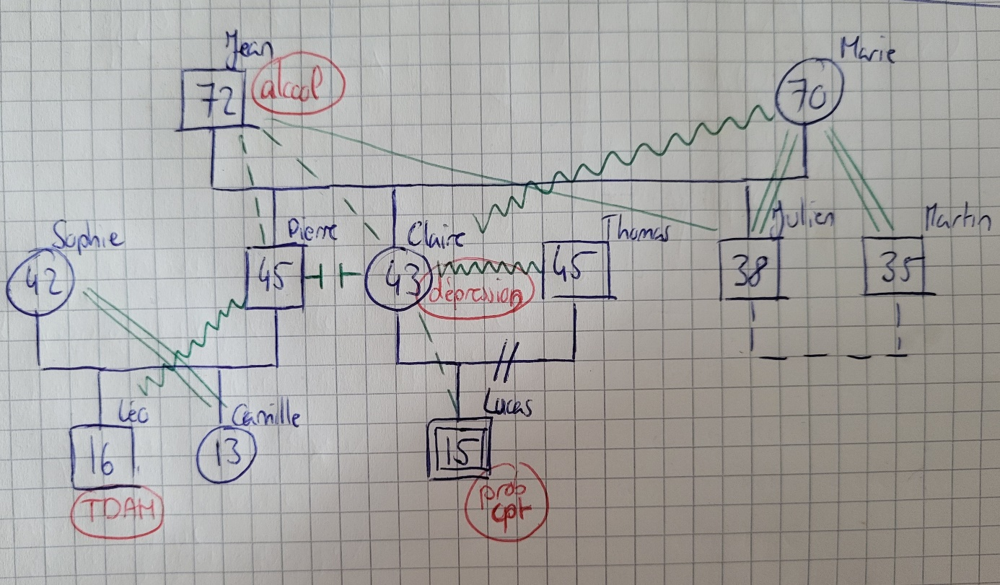 Jean
72
alcool
Marie
70
Sophie
42
Pierre
45
Claire
43
dépression
Thomas
45
Julien
38
Martin
35
Léo
16
TDAH
Camille
13
Lucas
15
prob
cpt